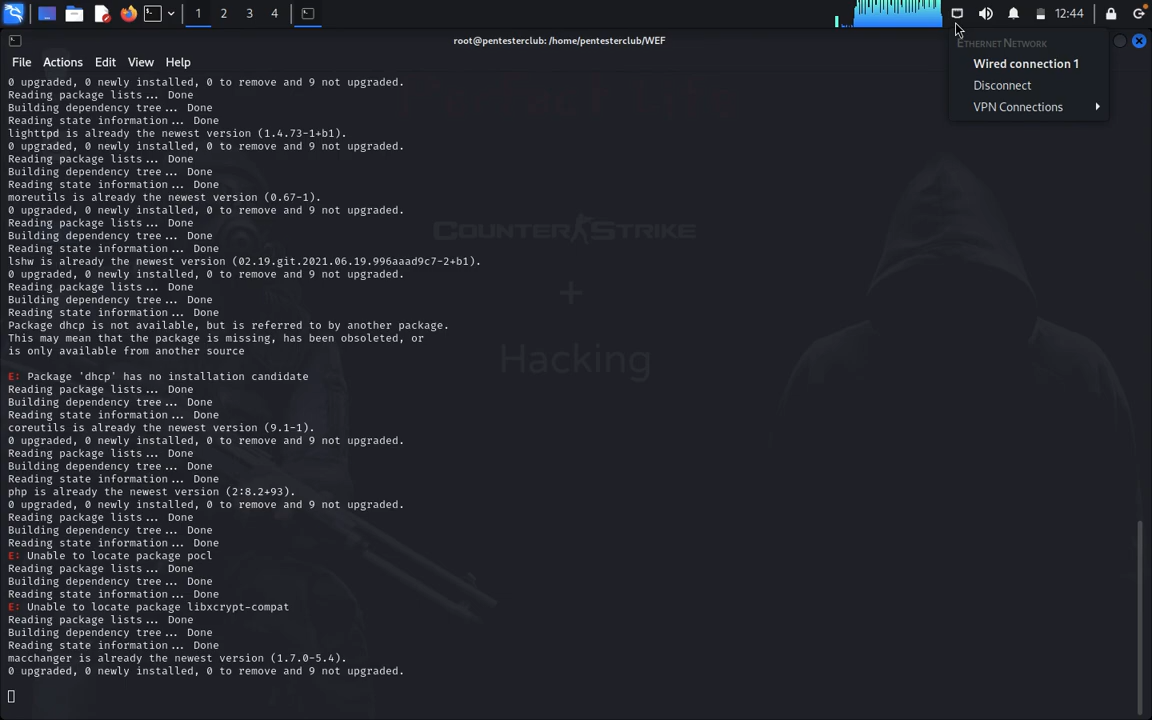 1 2 3 4
12:44
root@pentesterclub: /home/pentesterclub/WEF
File Actions Edit View Help
Ethernet Network
Wired connection 1
Disconnect
VPN Connections
0 upgraded, 0 newly installed, 0 to remove and 9 not upgraded.
Reading package lists... Done
Building dependency tree... Done
Reading state information... Done
lighttpd is already the newest version (1.4.73-1+b1).
0 upgraded, 0 newly installed, 0 to remove and 9 not upgraded.
Reading package lists... Done
Building dependency tree... Done
Reading state information... Done
moreutils is already the newest version (0.67-1).
0 upgraded, 0 newly installed, 0 to remove and 9 not upgraded.
Reading package lists... Done
Building dependency tree... Done
Reading state information... Done
lshw is already the newest version (02.19.git.2021.06.19.996aaad9c7-2+b1).
0 upgraded, 0 newly installed, 0 to remove and 9 not upgraded.
Reading package lists... Done
Building dependency tree... Done
Reading state information... Done
Package dhcp is not available, but is referred to by another package.
This may mean that the package is missing, has been obsoleted, or
is only available from another source
E: Package 'dhcp' has no installation candidate
Reading package lists... Done
Building dependency tree... Done
Reading state information... Done
coreutils is already the newest version (9.1-1).
0 upgraded, 0 newly installed, 0 to remove and 9 not upgraded.
Reading package lists... Done
Building dependency tree... Done
Reading state information... Done
php is already the newest version (2:8.2+93).
0 upgraded, 0 newly installed, 0 to remove and 9 not upgraded.
Reading package lists... Done
Building dependency tree... Done
Reading state information... Done
E: Unable to locate package pocl
Reading package lists... Done
Building dependency tree... Done
Reading state information... Done
E: Unable to locate package libxcrypt-compat
Reading package lists... Done
Building dependency tree... Done
Reading state information... Done
macchanger is already the newest version (1.7.0-5.4).
0 upgraded, 0 newly installed, 0 to remove and 9 not upgraded.
Counter Strike
+
Hacking